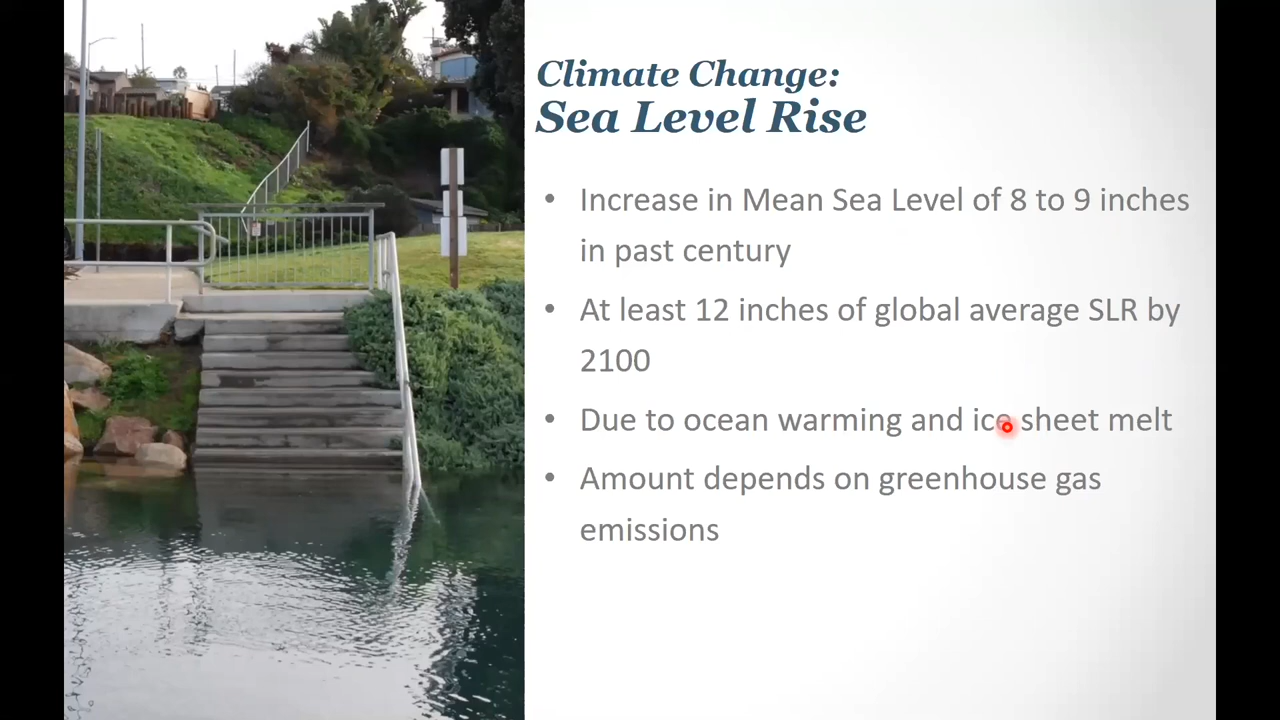 Climate Change:
Sea Level Rise
• Increase in Mean Sea Level of 8 to 9 inches
in past century
• At least 12 inches of global average SLR by
2100
• Due to ocean warming and ice sheet melt
• Amount depends on greenhouse gas
emissions